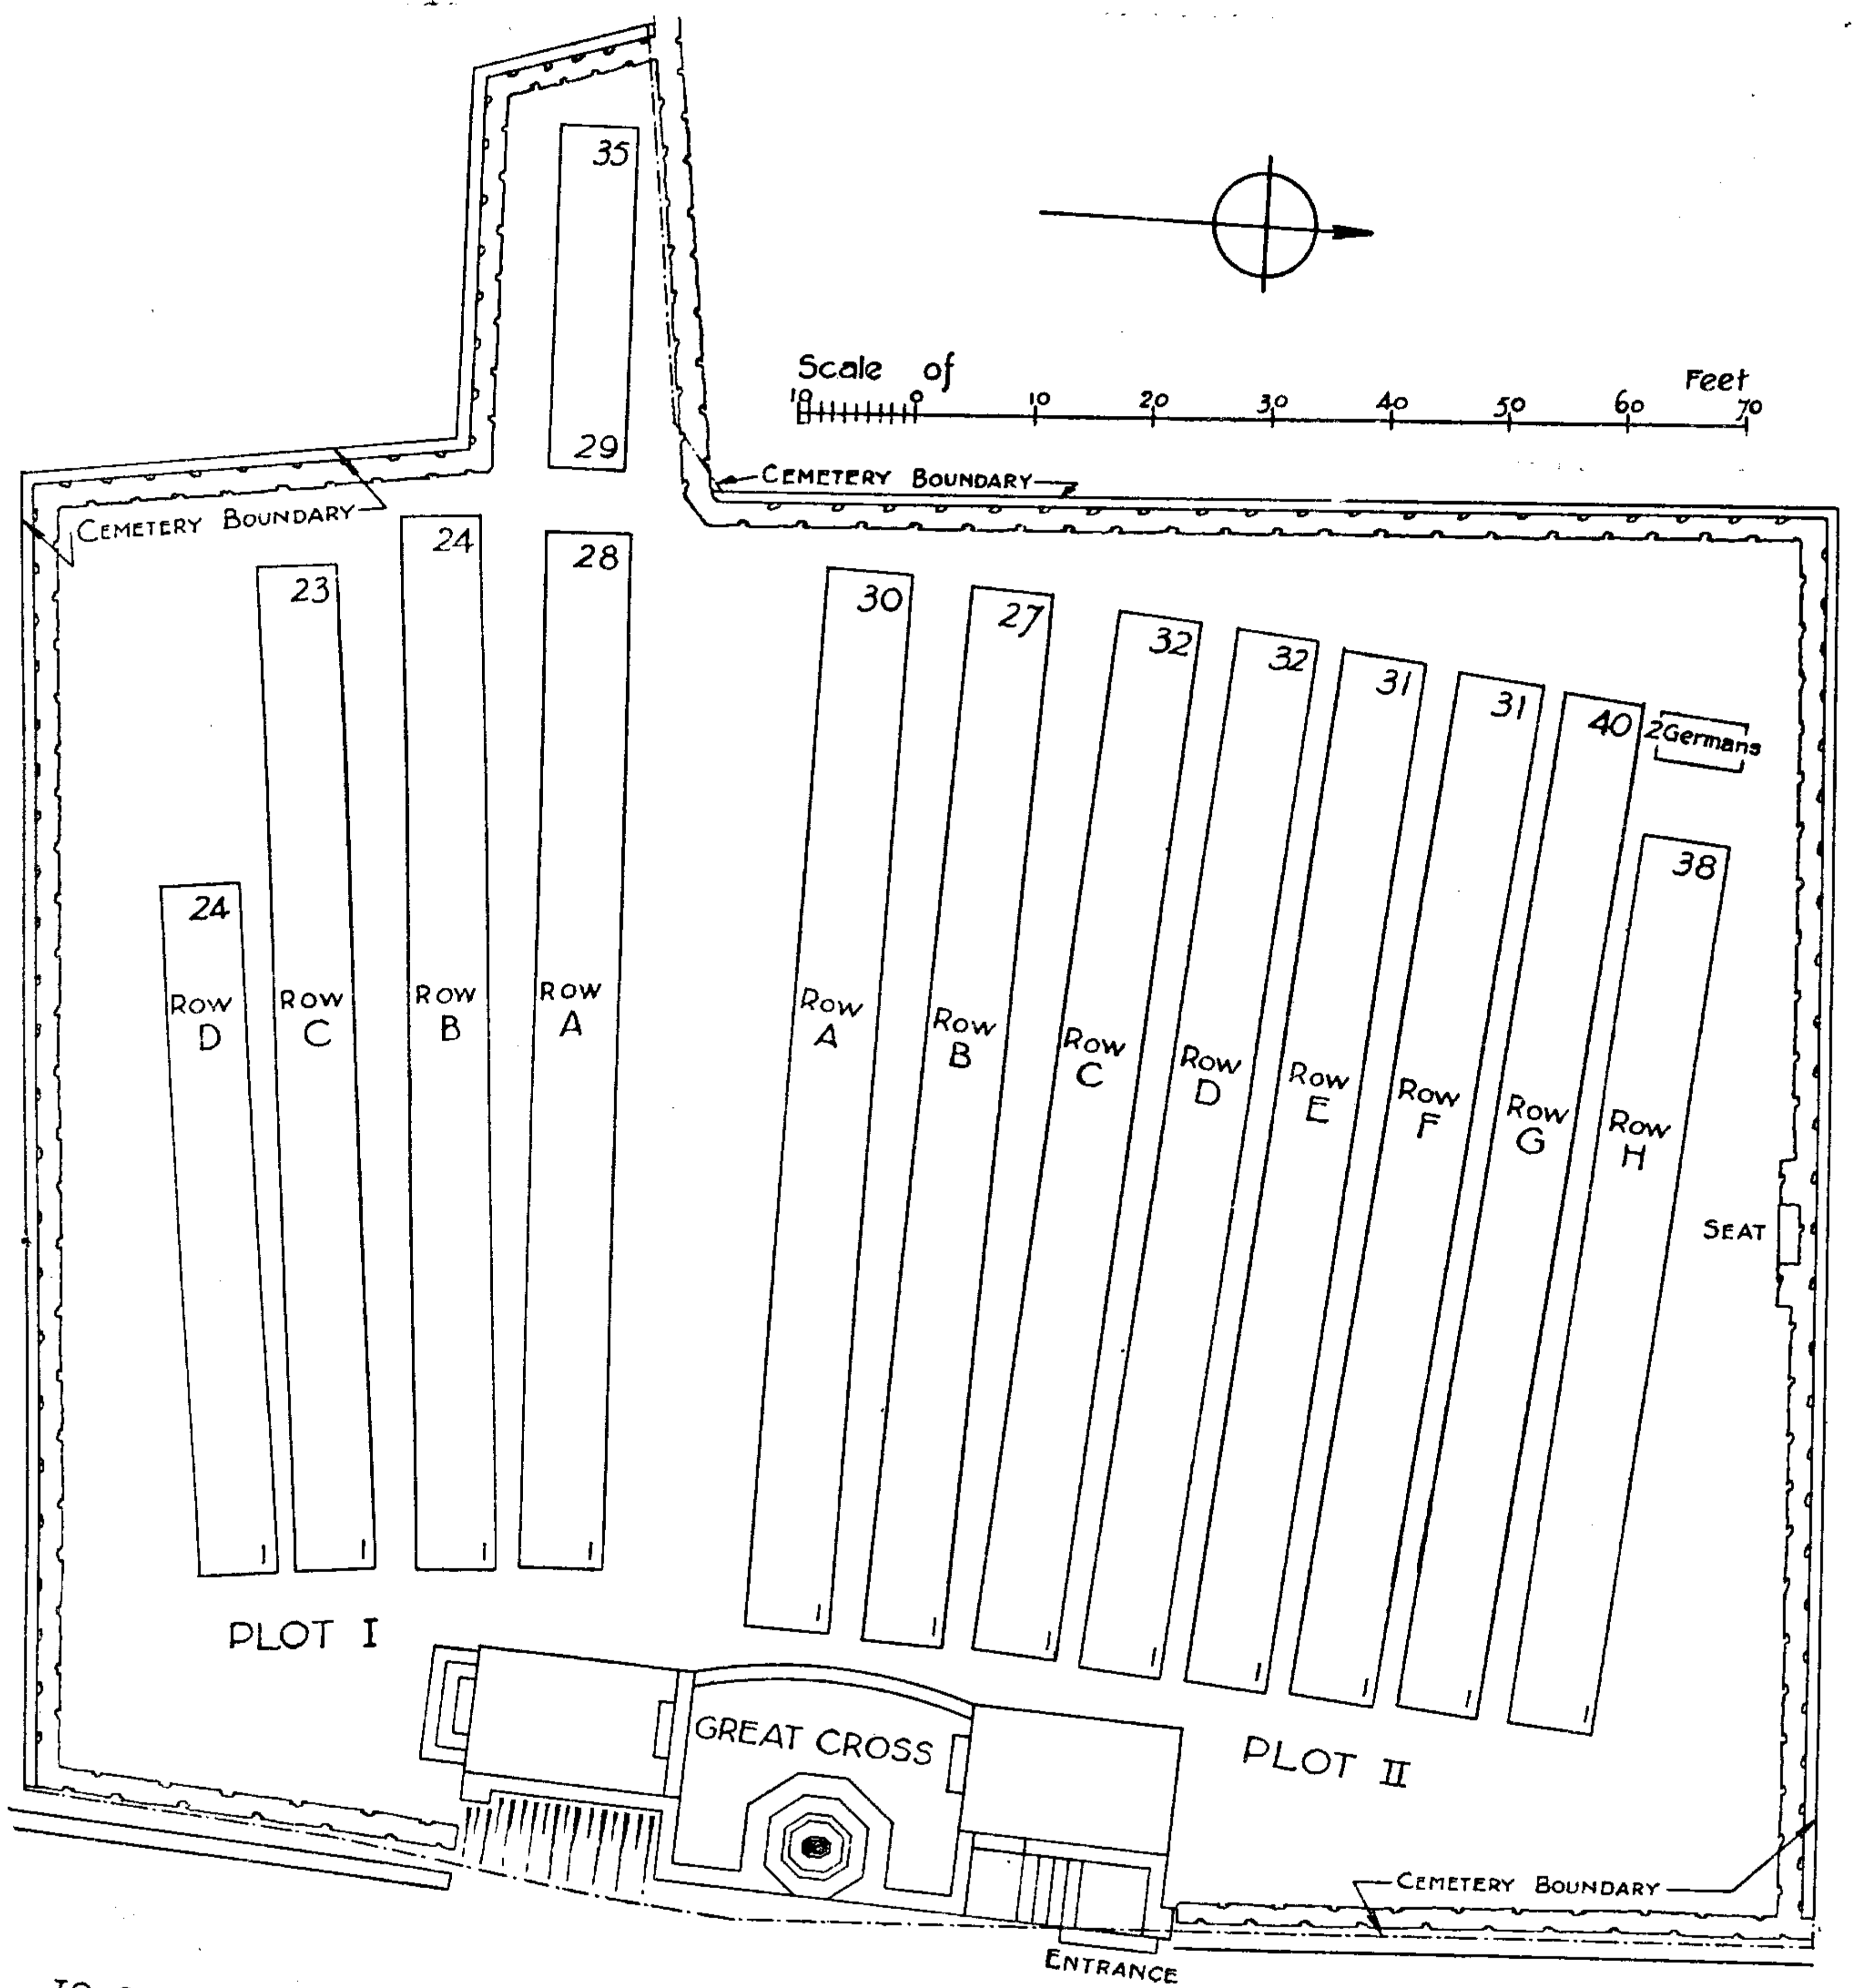 35
Scale of Feet
10 0 10 20 30 40 50 60 70
29
CEMETERY BOUNDARY
CEMETERY BOUNDARY
24
28
23
30
27
32
32
31
31
40
2 Germans
38
24
Row D
Row C
Row B
Row A
Row A
Row B
Row C
Row D
Row E
Row F
Row G
Row H
SEAT
1 1 1 1
1 1 1 1 1 1 1 1
PLOT I
GREAT CROSS
PLOT II
CEMETERY BOUNDARY
ENTRANCE